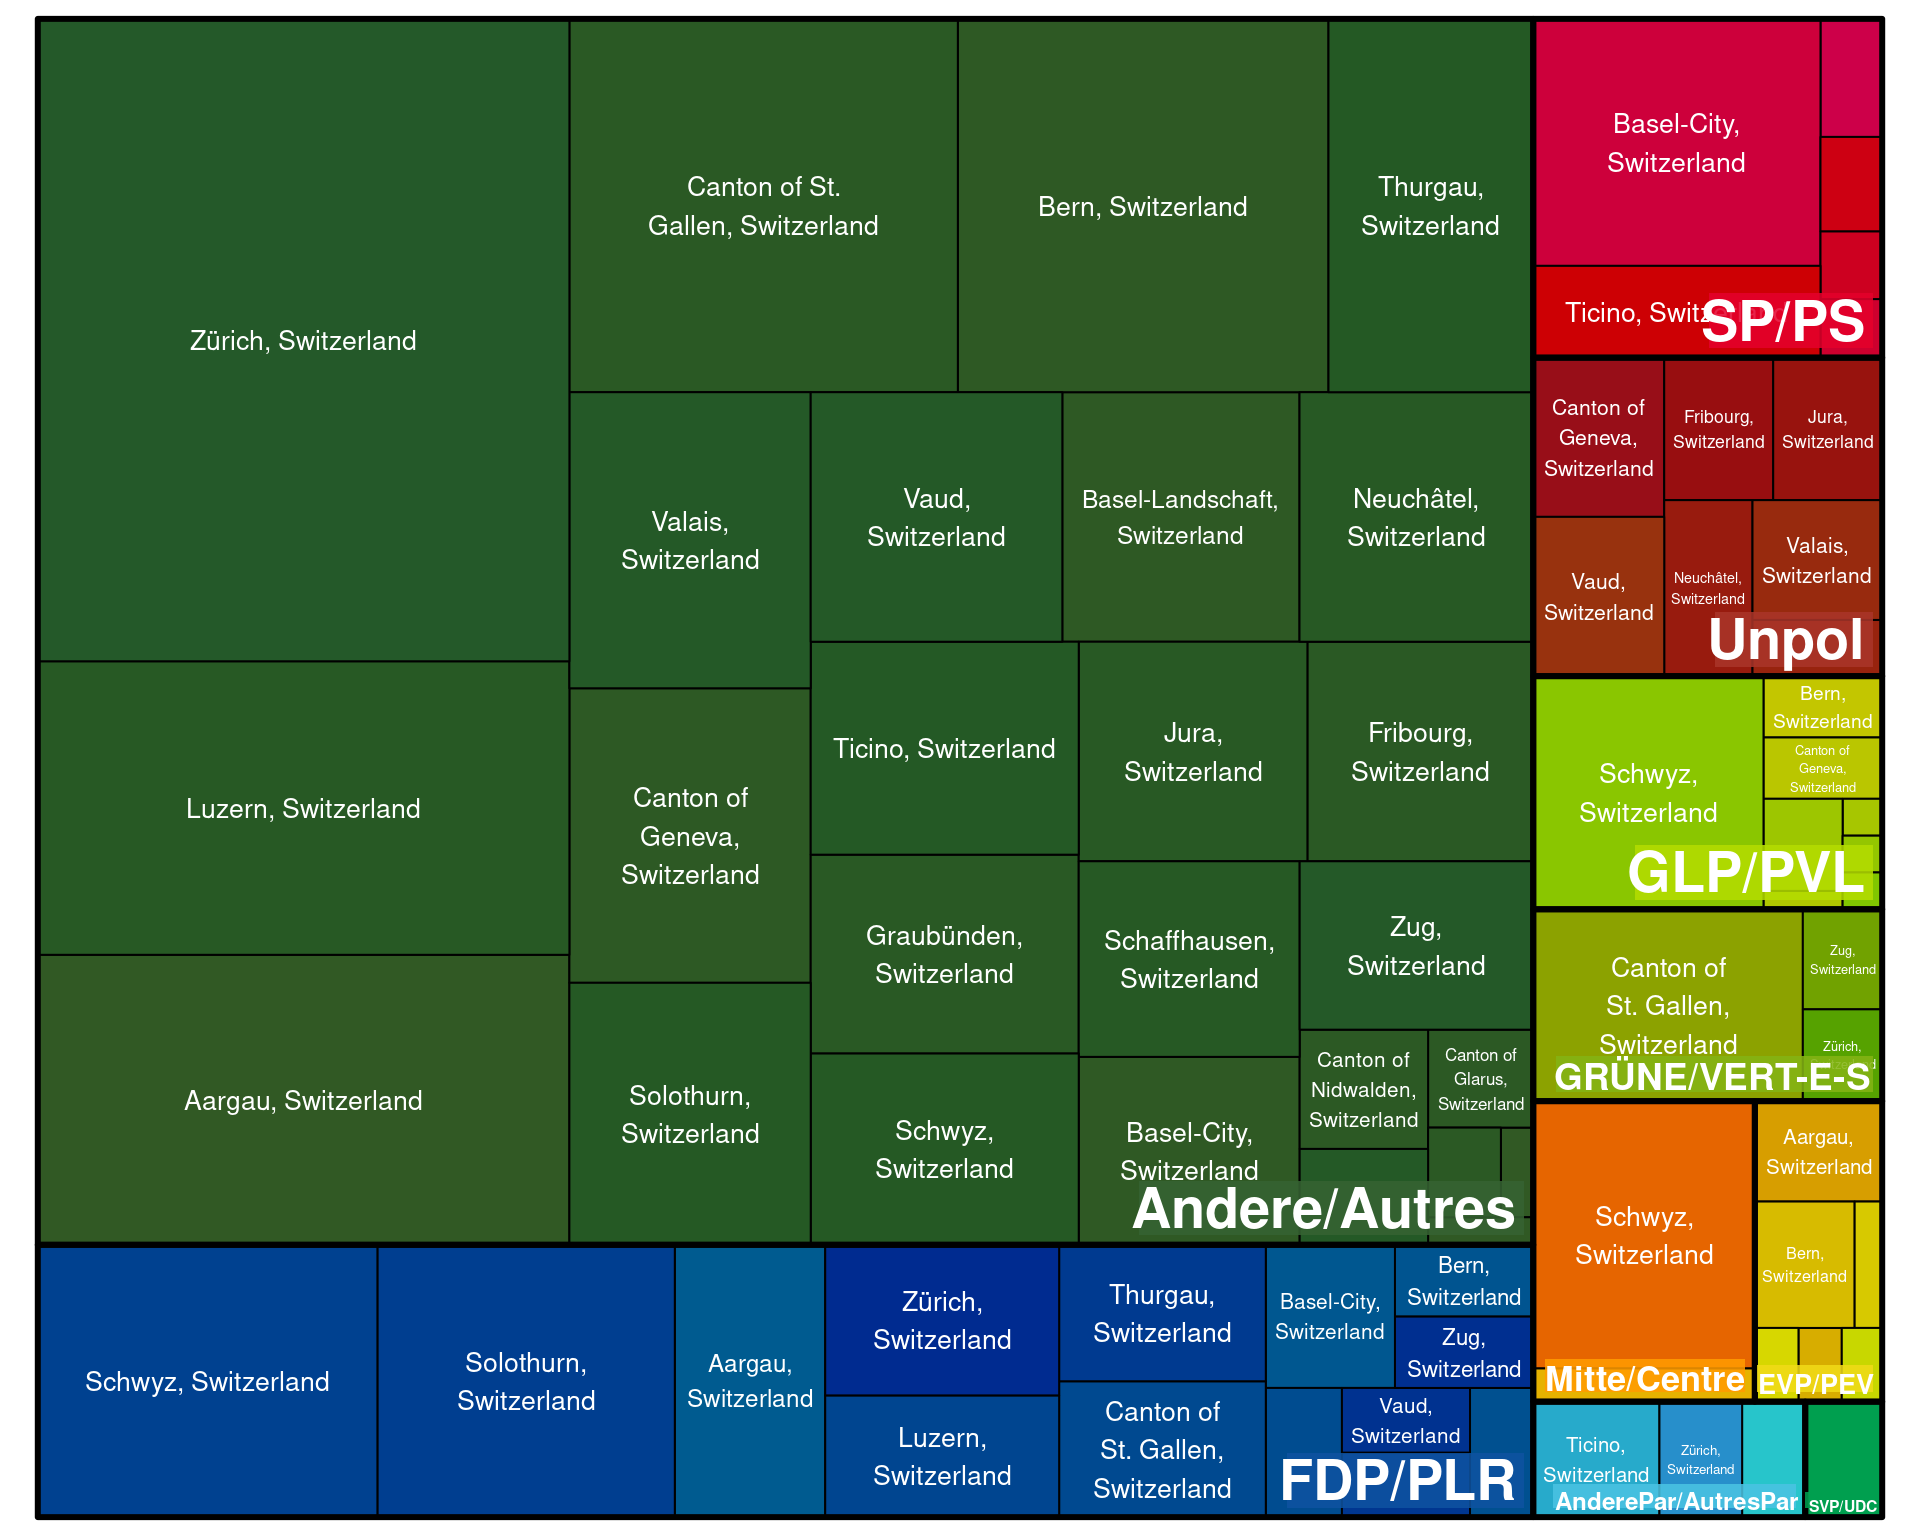 Zürich, Switzerland
Luzern, Switzerland
Aargau, Switzerland
Canton of St.
Gallen, Switzerland
Bern, Switzerland
Thurgau,
Switzerland
Valais,
Switzerland
Vaud,
Switzerland
Basel-Landschaft,
Switzerland
Neuchâtel,
Switzerland
Canton of
Geneva,
Switzerland
Solothurn,
Switzerland
Ticino, Switzerland
Jura,
Switzerland
Fribourg,
Switzerland
Graubünden,
Switzerland
Schaffhausen,
Switzerland
Zug,
Switzerland
Schwyz,
Switzerland
Basel-City,
Switzerland
Canton of
Nidwalden,
Switzerland
Canton of
Glarus,
Switzerland
Andere/Autres
Schwyz, Switzerland
Solothurn,
Switzerland
Aargau,
Switzerland
Zürich,
Switzerland
Luzern,
Switzerland
Thurgau,
Switzerland
Canton of
St. Gallen,
Switzerland
Basel-City,
Switzerland
Bern,
Switzerland
Zug,
Switzerland
Vaud,
Switzerland
FDP/PLR
Basel-City,
Switzerland
Ticino,
SP/PS
Canton of
Geneva,
Switzerland
Fribourg,
Switzerland
Jura,
Switzerland
Vaud,
Switzerland
Neuchâtel,
Switzerland
Valais,
Switzerland
Unpol
Schwyz,
Switzerland
Bern,
Switzerland
Canton of
Geneva,
Switzerland
GLP/PVL
Canton of
St. Gallen,
Switzerland
Zug,
Switzerland
Zürich,
GRÜNE/VERT-E-S
Schwyz,
Switzerland
Mitte/Centre
Aargau,
Switzerland
Bern,
Switzerland
EVP/PEV
Ticino,
Switzerland
Zürich,
Switzerland
AnderePar/AutresPar
SVP/UDC